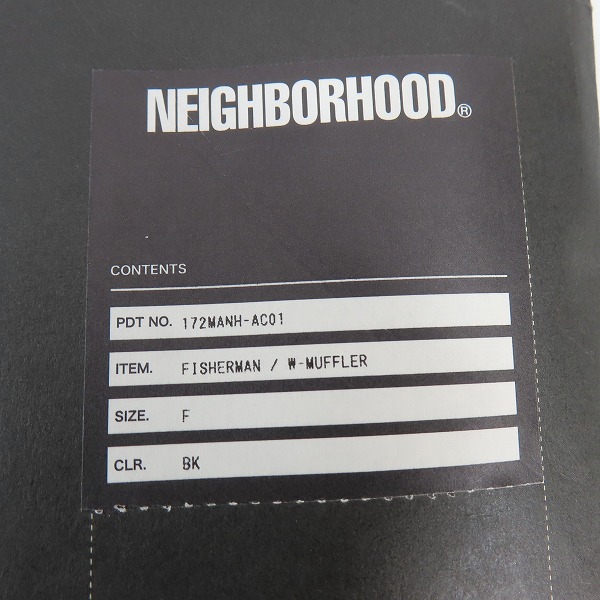 NEIGHBORHOOD®
CONTENTS
PDT NO. 172MANH-AC01
ITEM. FISHERMAN / W-MUFFLER
SIZE. F
CLR. BK